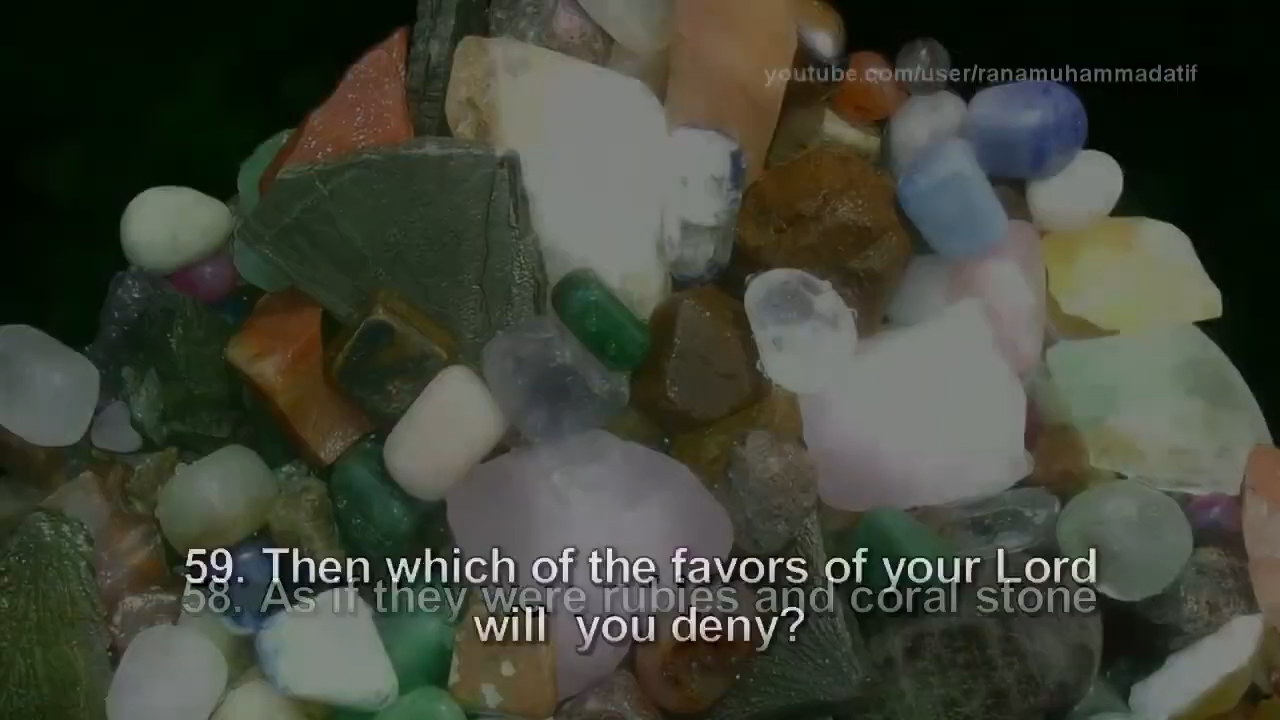 youtube.com/user/ranamuhammadatif
59. Then which of the favors of your Lord
58. As if they were rubies and coral stone
will you deny?